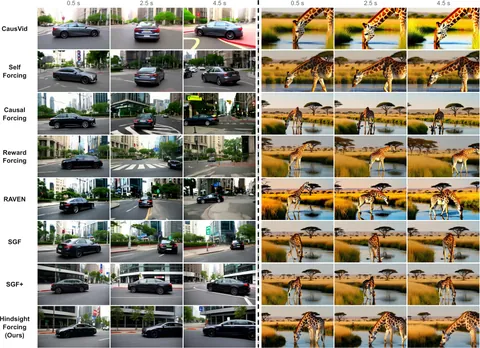 0.5 s 2.5 s 4.5 s 0.5 s 2.5 s 4.5 s
CausVid
Self
Forcing
Causal
Forcing
Reward
Forcing
RAVEN
SGF
SGF+
Hindsight
Forcing
(Ours)